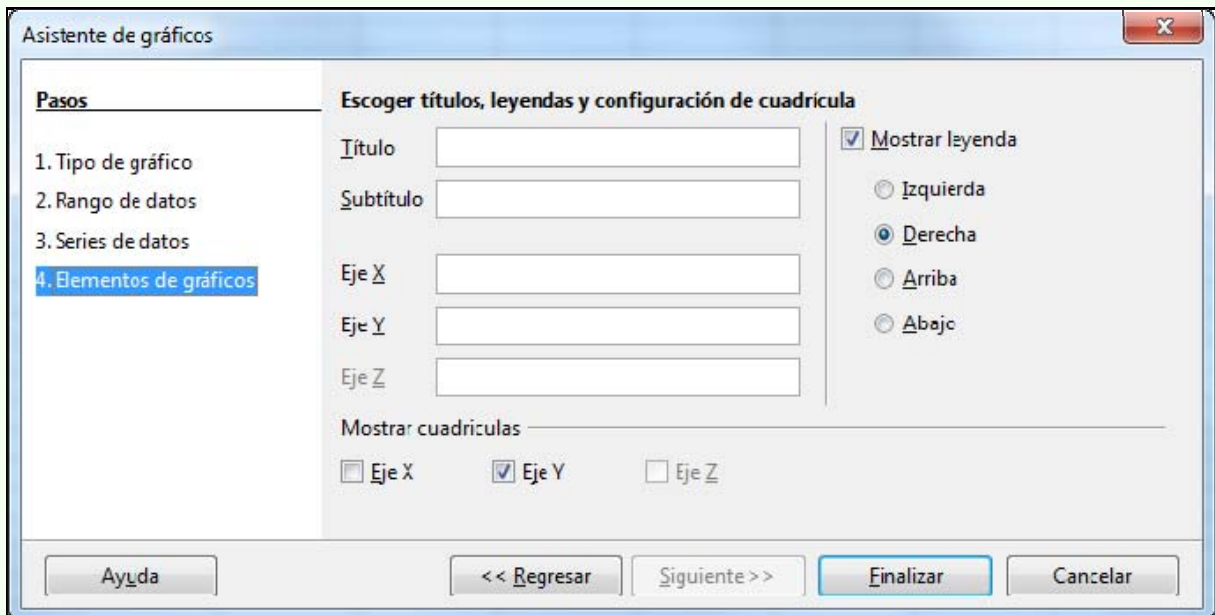 Asistente de gráficos
Pasos
1. Tipo de gráfico
2. Rango de datos
3. Series de datos
4. Elementos de gráficos
Escoger títulos, leyendas y configuración de cuadrícula
Título
Subtítulo
Eje X
Eje Y
Eje Z
Mostrar leyenda
Izquierda
Derecha
Arriba
Abajo
Mostrar cuadriculas
Eje X Eje Y Eje Z
Ayuda << Regresar Siguiente >> Finalizar Cancelar